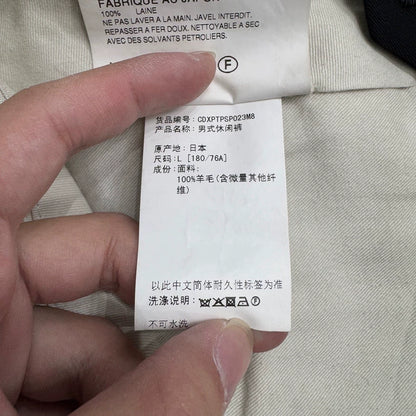 FABRIQUE AU JAPON
100% LAINE
NE PAS LAVER A LA MAIN. JAVEL INTERDIT.
REPASSER A FER DOUX. NETTOYABLE A SEC
AVEC DES SOLVANTS PETROLIERS.
F
货品编号: CDXPTPSP023M8
产品名称: 男式休闲裤
原产地: 日本
尺码: L [180/76A]
成份: 面料:
100%羊毛(含微量其他纤
维)
以此中文简体耐久性标签为准
洗涤说明:
不可水洗